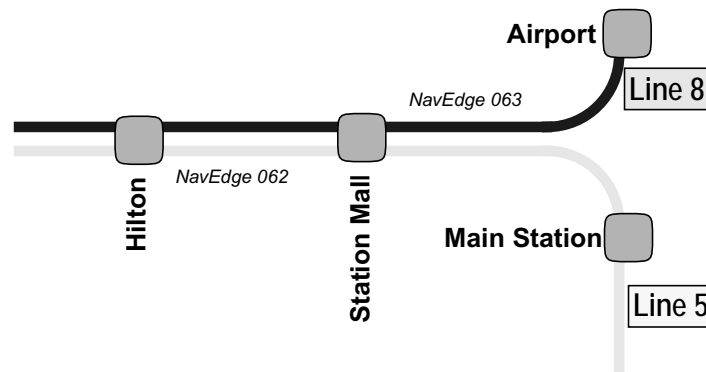 Airport
Line 8
NavEdge 063
NavEdge 062
Hilton
Station Mall
Main Station
Line 5